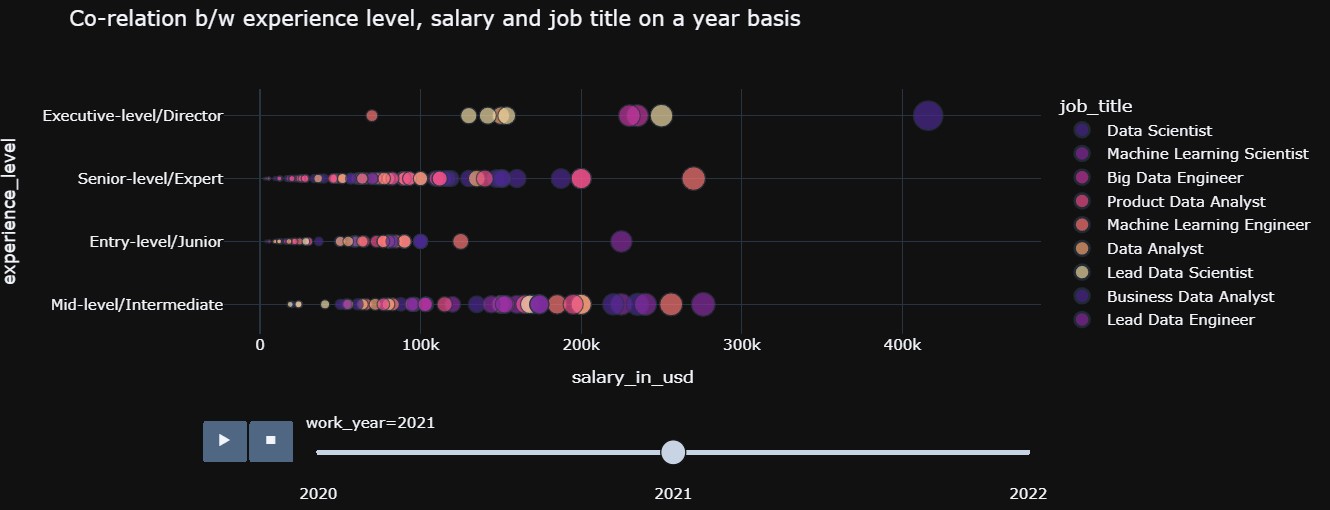 Co-relation b/w experience level, salary and job title on a year basis
experience_level
Executive-level/Director
Senior-level/Expert
Entry-level/Junior
Mid-level/Intermediate
0 100k 200k 300k 400k
salary_in_usd
job_title
Data Scientist
Machine Learning Scientist
Big Data Engineer
Product Data Analyst
Machine Learning Engineer
Data Analyst
Lead Data Scientist
Business Data Analyst
Lead Data Engineer
work_year=2021
2020 2021 2022